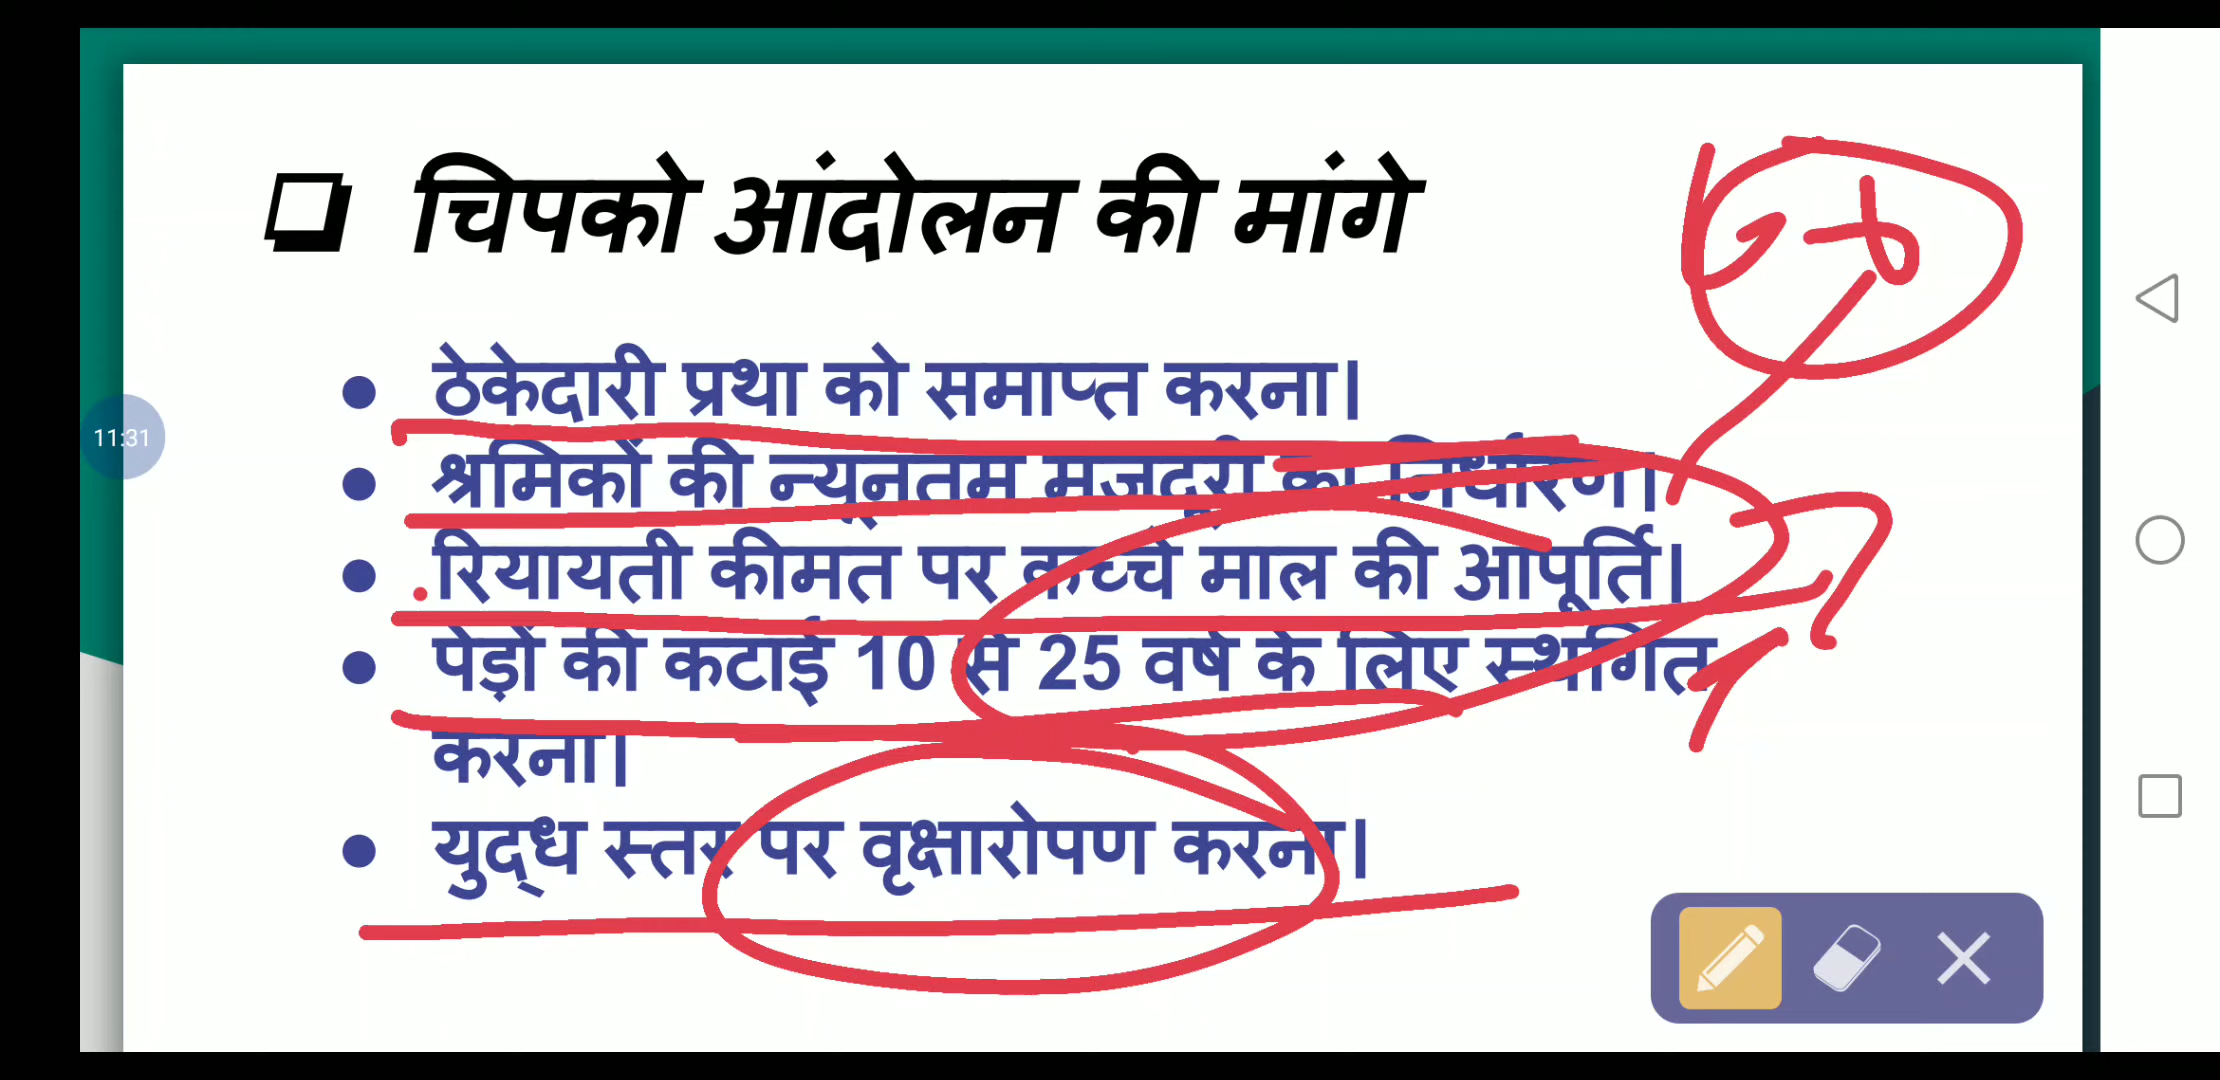 चिपको आंदोलन की मांगे
ठेकेदारी प्रथा को समाप्त करना।
श्रमिकों की न्यूनतम मजदूरी का निर्धारण।
11:31
रियायती कीमत पर कच्चे माल की आपूर्ति।
पेड़ों की कटाई 10 से 25 वर्ष के लिए स्थगित
करना।
युद्ध स्तर पर वृक्षारोपण करना।